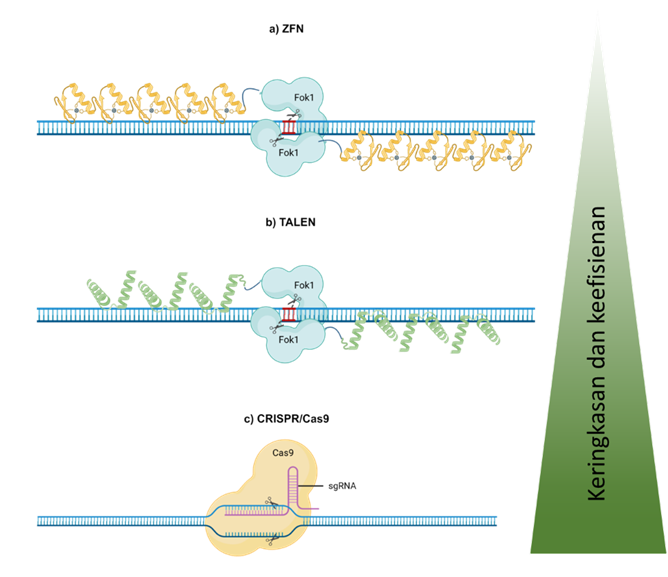 a) ZFN
Fok1
Fok1
b) TALEN
Fok1
Fok1
c) CRISPR/Cas9
Cas9
sgRNA
Keringkasan dan keefisienan